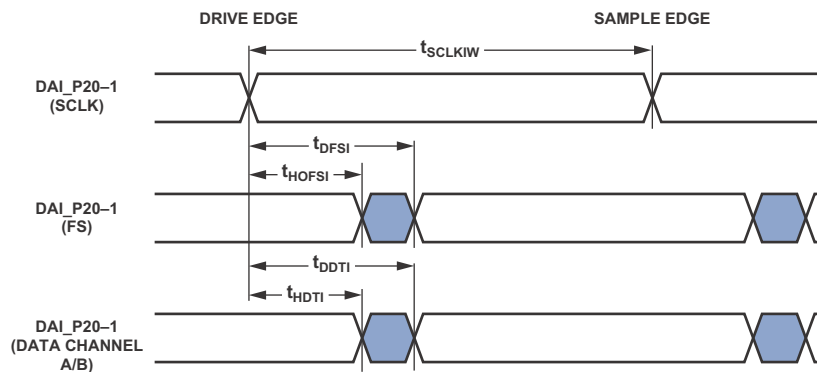 DRIVE EDGE
SAMPLE EDGE
tSCLKIW
DAI_P20–1
(SCLK)
tDFSI
tHOFSI
DAI_P20–1
(FS)
tDDTI
tHDTI
DAI_P20–1
(DATA CHANNEL
A/B)